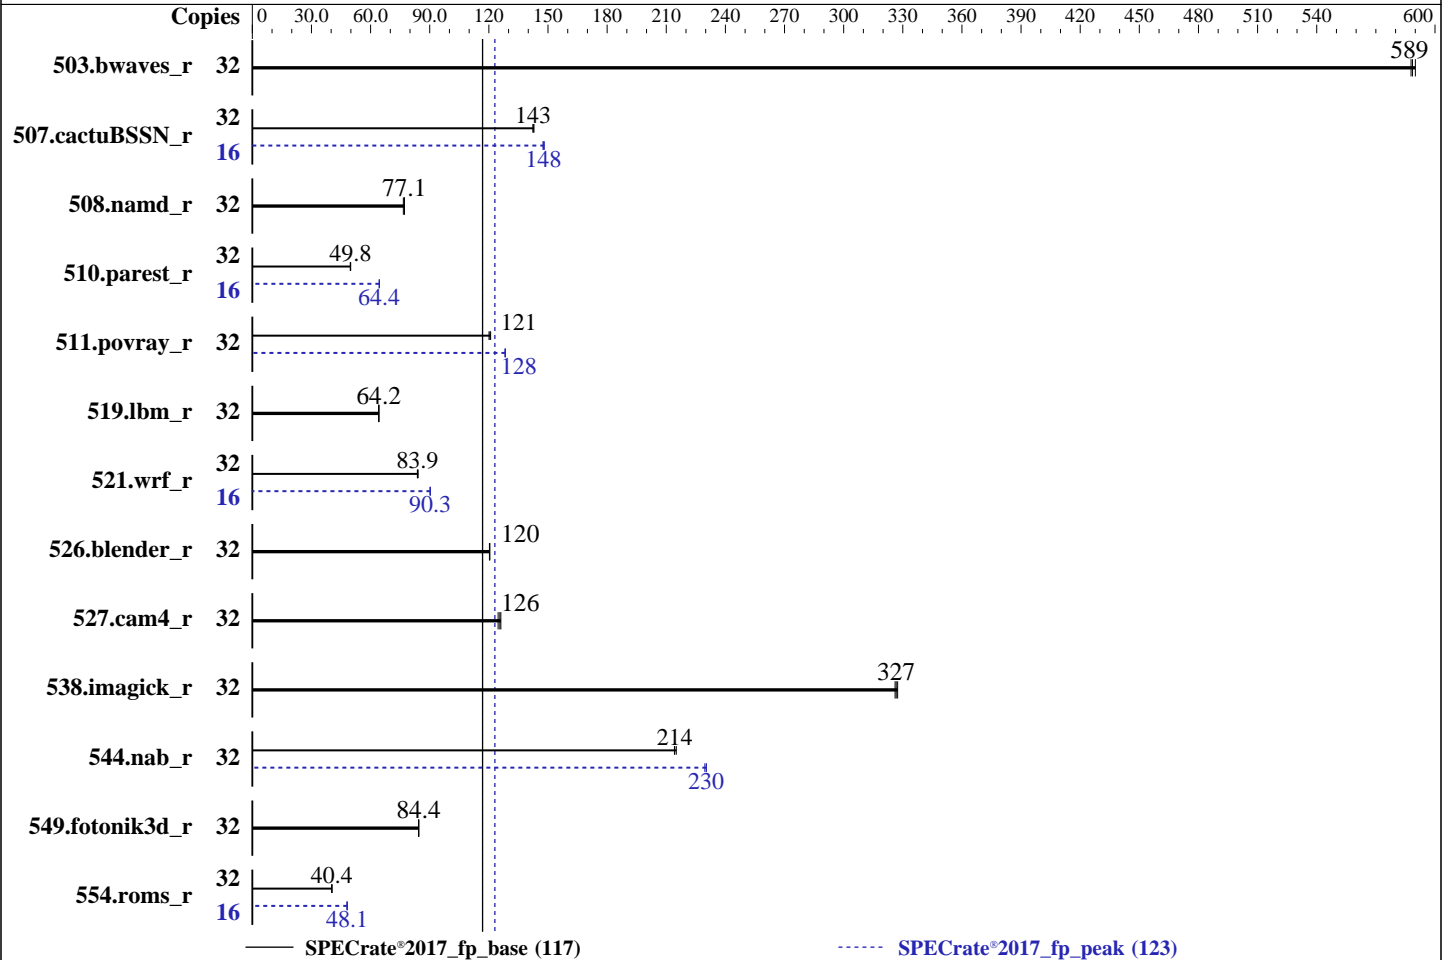 Copies 0 30.0 60.0 90.0 120 150 180 210 240 270 300 330 360 390 420 450 480 510 540 600
589
503.bwaves_r 32
32 143
507.cactuBSSN_r
16 148
77.1
508.namd_r 32
32 49.8
510.parest_r
16 64.4
121
511.povray_r 32
128
64.2
519.lbm_r 32
32 83.9
521.wrf_r
16 90.3
120
526.blender_r 32
126
527.cam4_r 32
327
538.imagick_r 32
214
544.nab_r 32
230
84.4
549.fotonik3d_r 32
32 40.4
554.roms_r
16 48.1
SPECrate®2017_fp_base (117) SPECrate®2017_fp_peak (123)